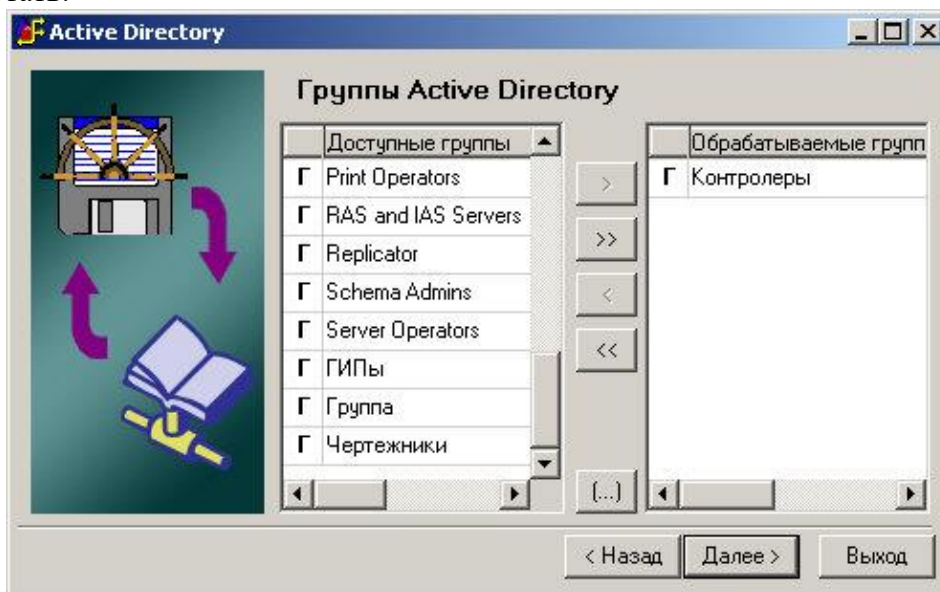 Active Directory
Группы Active Directory
Доступные группы
Г Print Operators
Г RAS and IAS Servers
Г Replicator
Г Schema Admins
Г Server Operators
Г ГИПы
Г Группа
Г Чертежники
>
>>
<
<<
(...)
Обрабатываемые групп
Г Контролеры
< Назад
Далее >
Выход